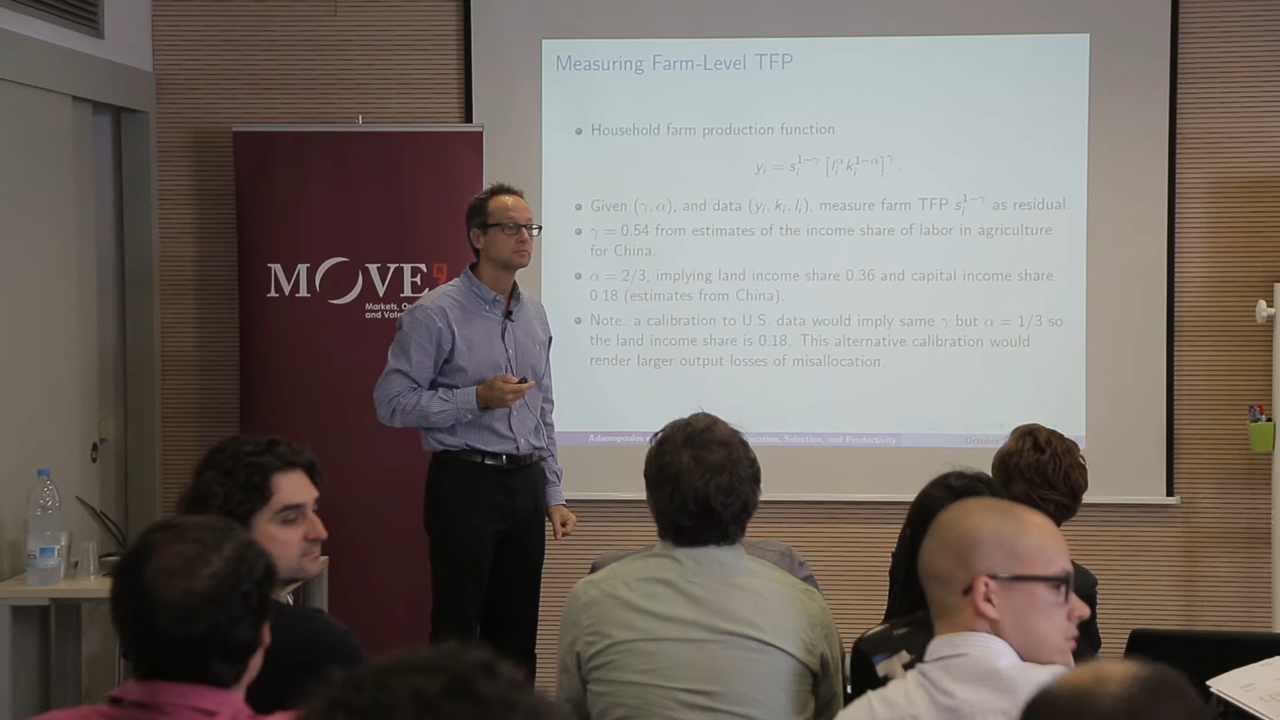 Measuring Farm-Level TFP
Household farm production function
y_i = s_i^{1−γ} [l_i^α k_i^{1−α}]^γ .
Given (γ, α), and data (y_i, k_i, l_i), measure farm TFP s_i^{1−γ} as residual.
γ = 0.54 from estimates of the income share of labor in agriculture
for China.
α = 2/3, implying land income share 0.36 and capital income share
0.18 (estimates from China).
Note: a calibration to U.S. data would imply same γ but α = 1/3 so
the land income share is 0.18. This alternative calibration would
render larger output losses of misallocation.
Adamopoulos
Selection, and Productivity
October
MOVE
Markets,
and